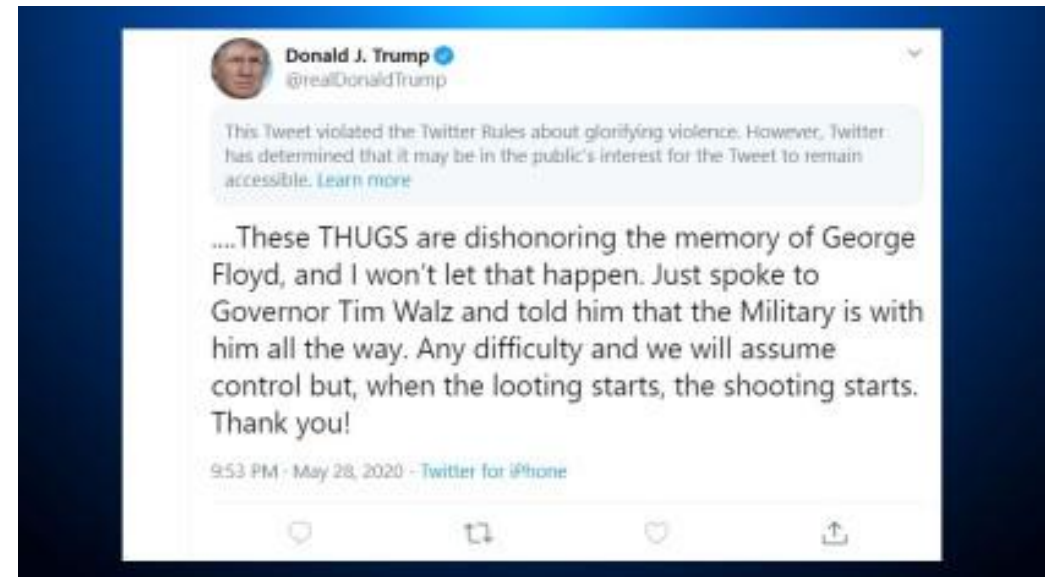 Donald J. Trump
@realDonaldTrump
This Tweet violated the Twitter Rules about glorifying violence. However, Twitter
has determined that it may be in the public's interest for the Tweet to remain
accessible. Learn more
....These THUGS are dishonoring the memory of George
Floyd, and I won't let that happen. Just spoke to
Governor Tim Walz and told him that the Military is with
him all the way. Any difficulty and we will assume
control but, when the looting starts, the shooting starts.
Thank you!
9:53 PM · May 28, 2020 · Twitter for iPhone